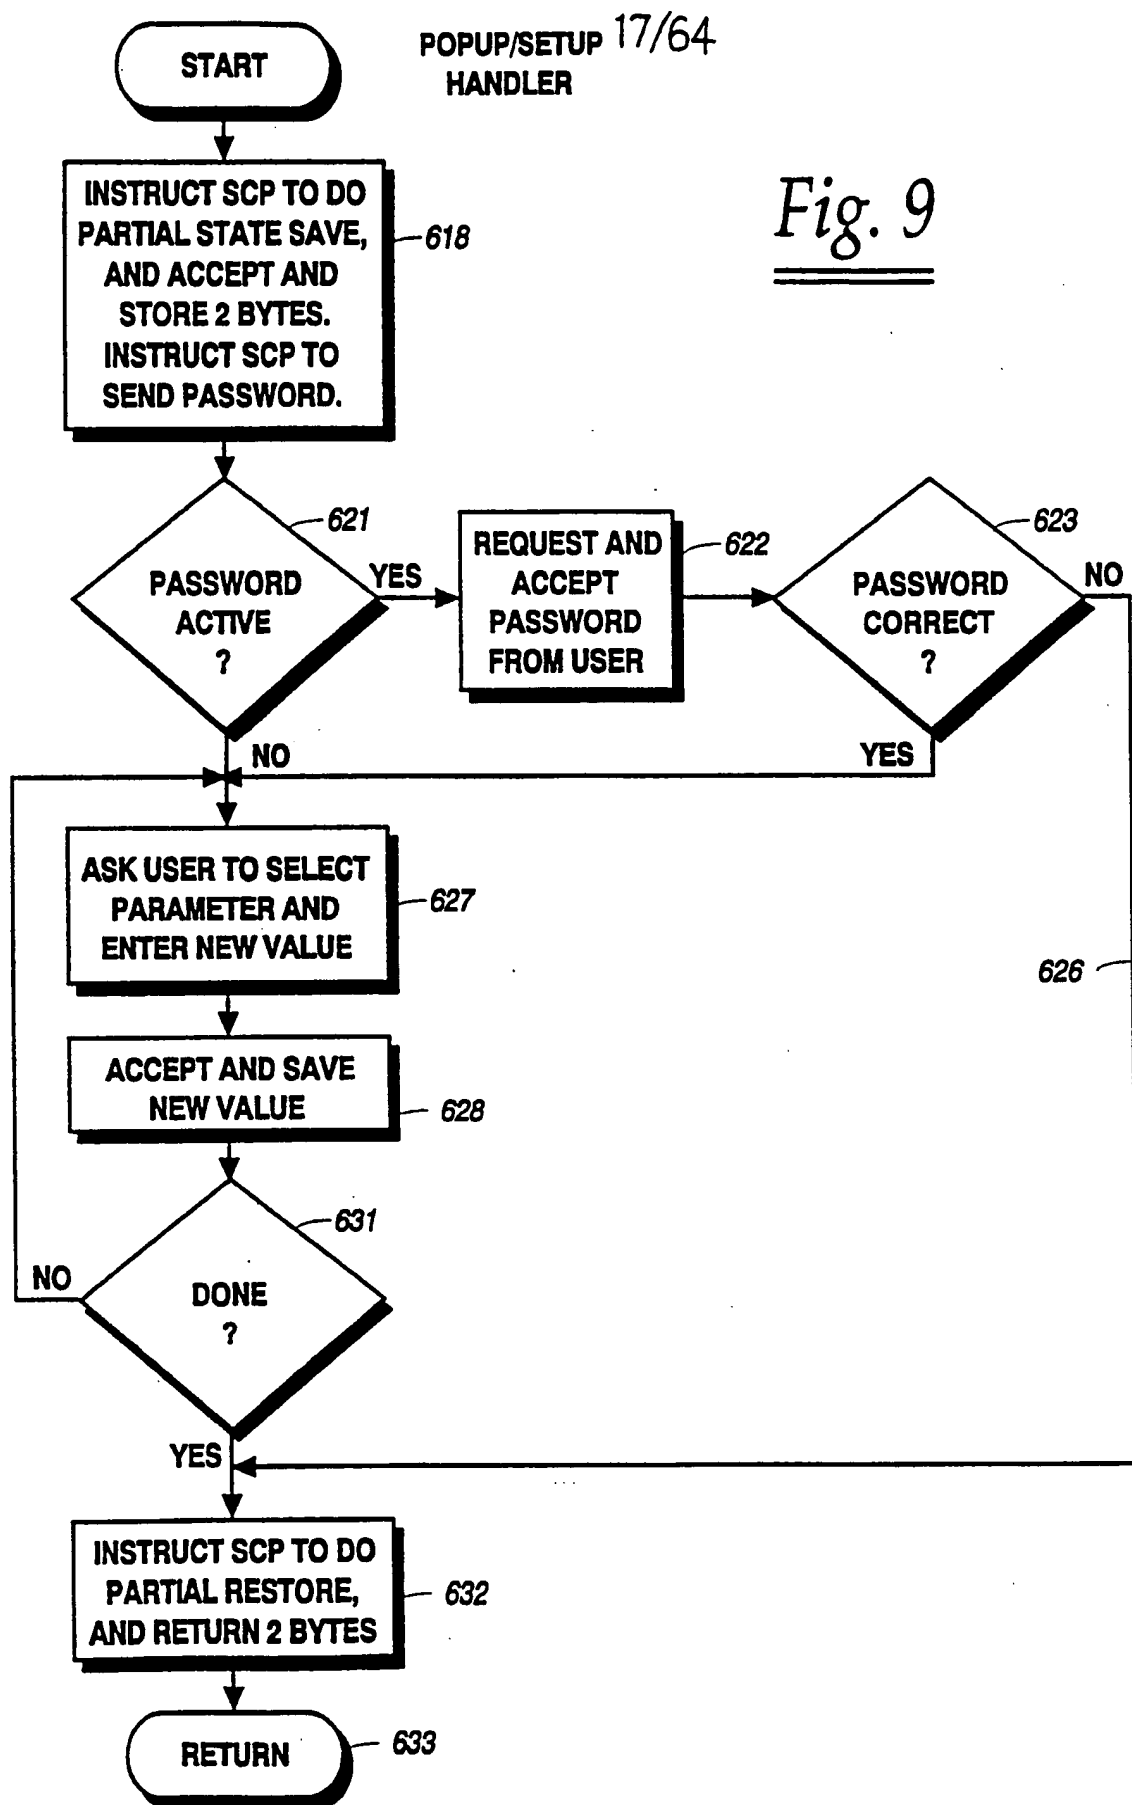 START
POPUP/SETUP 17/64
HANDLER
Fig. 9
INSTRUCT SCP TO DO
PARTIAL STATE SAVE,
AND ACCEPT AND
STORE 2 BYTES.
INSTRUCT SCP TO
SEND PASSWORD.
618
PASSWORD
ACTIVE
?
621
YES
NO
REQUEST AND
ACCEPT
PASSWORD
FROM USER
622
PASSWORD
CORRECT
?
623
NO
YES
626
ASK USER TO SELECT
PARAMETER AND
ENTER NEW VALUE
627
ACCEPT AND SAVE
NEW VALUE
628
DONE
?
631
NO
YES
INSTRUCT SCP TO DO
PARTIAL RESTORE,
AND RETURN 2 BYTES
632
RETURN
633